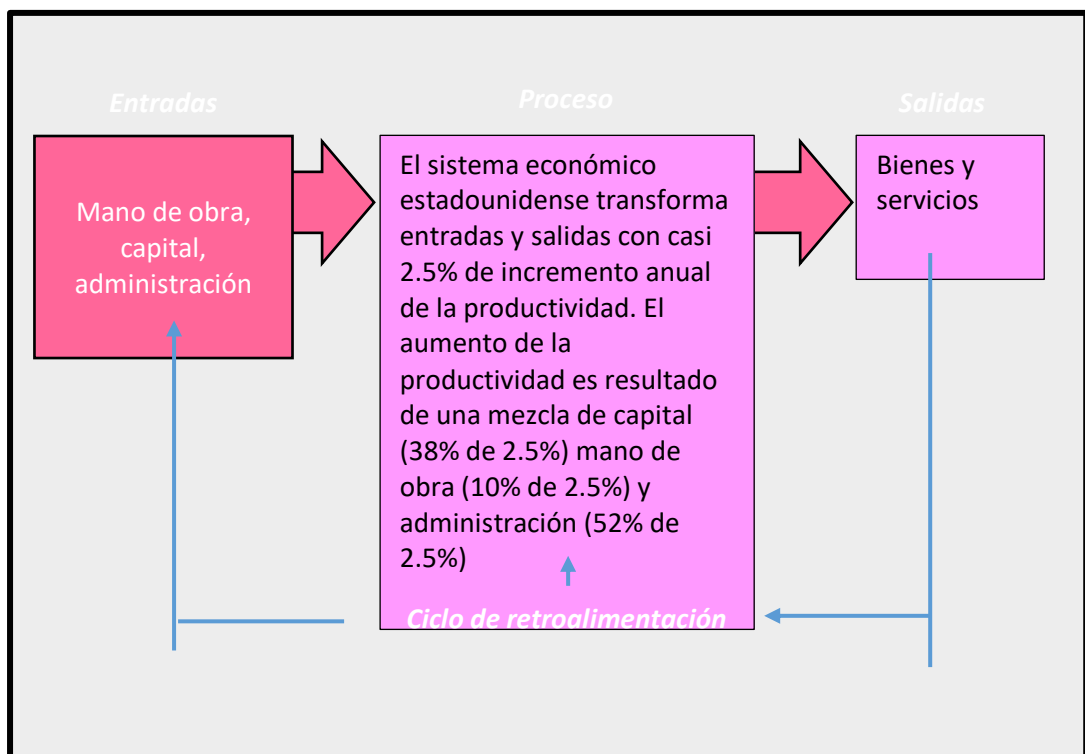 Entradas
Proceso
Salidas
Mano de obra,
capital,
administración
El sistema económico
estadounidense transforma
entradas y salidas con casi
2.5% de incremento anual
de la productividad. El
aumento de la
productividad es resultado
de una mezcla de capital
(38% de 2.5%) mano de
obra (10% de 2.5%) y
administración (52% de
2.5%)
Bienes y
servicios
Ciclo de retroalimentación